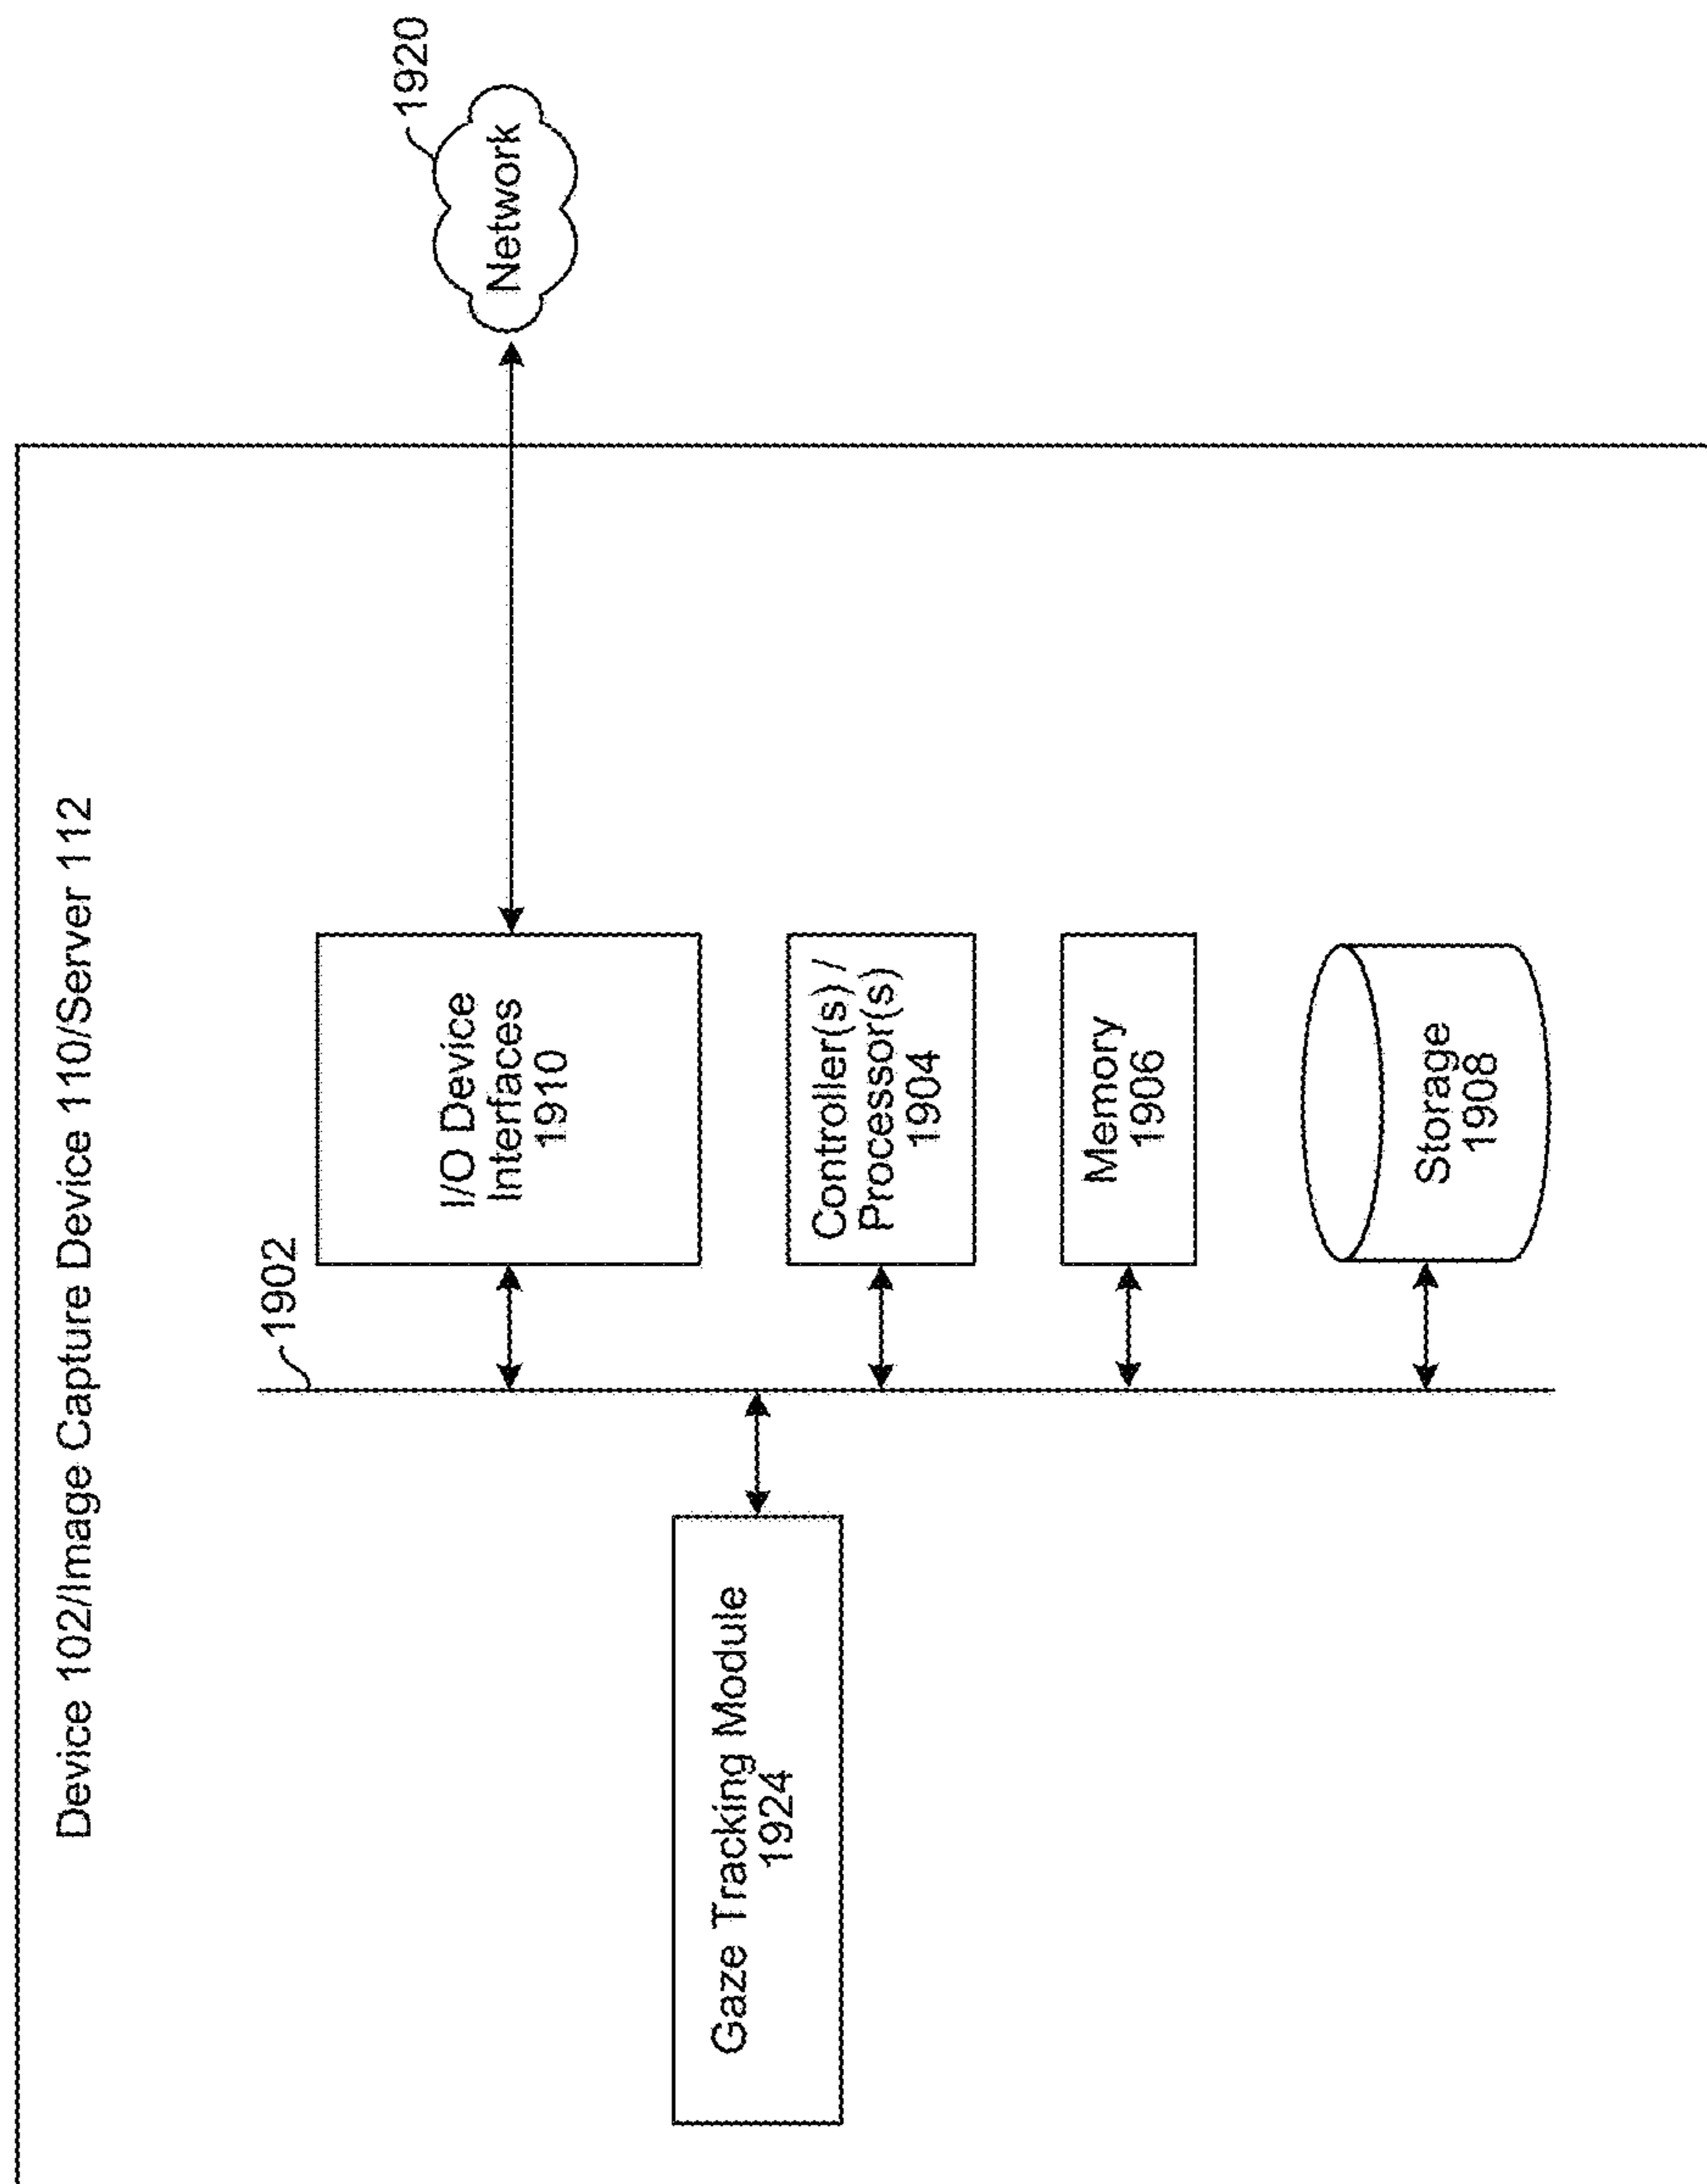 Device 102/Image Capture Device 110/Server 112
1902
1920
Network
I/O Device
Interfaces
1910
Gaze Tracking Module
1924
Controller(s) /
Processor(s)
1904
Memory
1906
Storage
1908